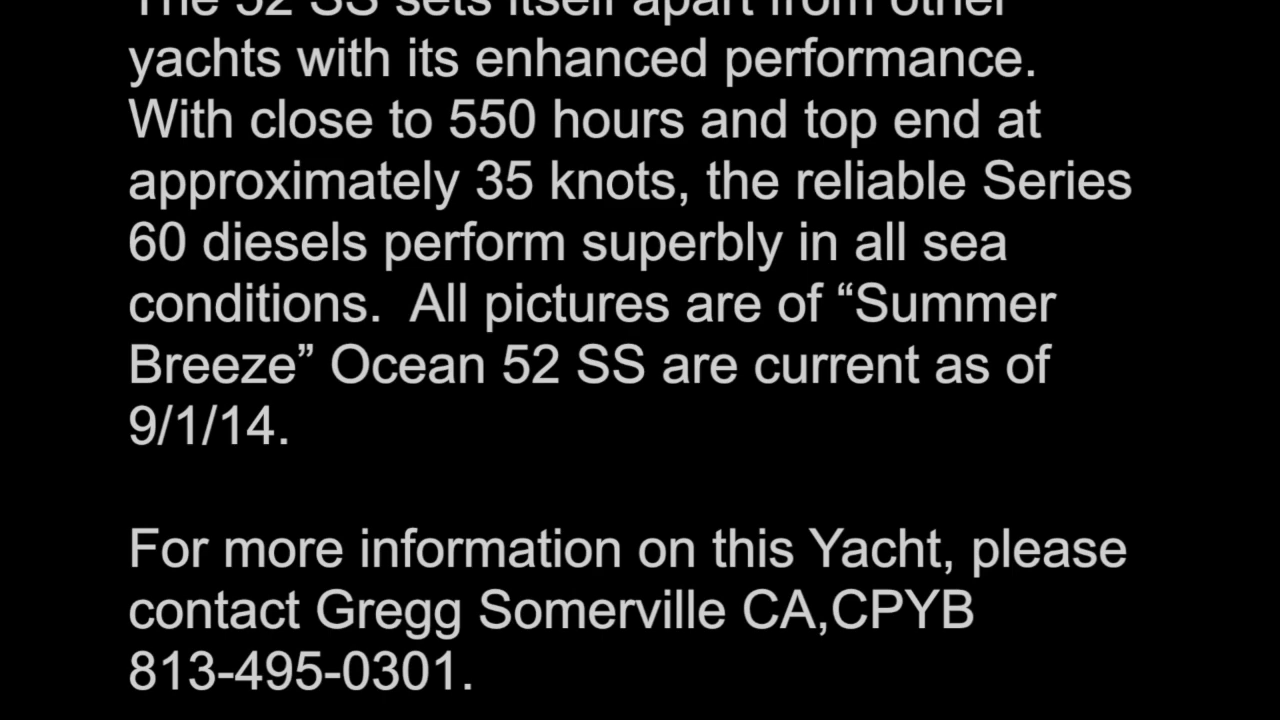 The 52 SS sets itself apart from other
yachts with its enhanced performance.
With close to 550 hours and top end at
approximately 35 knots, the reliable Series
60 diesels perform superbly in all sea
conditions.  All pictures are of “Summer
Breeze” Ocean 52 SS are current as of
9/1/14.

For more information on this Yacht, please
contact Gregg Somerville CA,CPYB
813-495-0301.